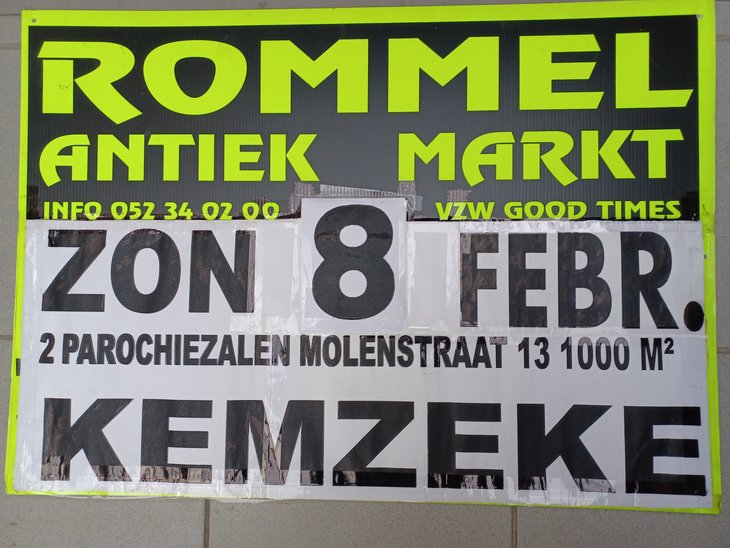 ROMMEL
ANTIEK MARKT
INFO 052 34 02 00 VZW GOOD TIMES
ZON 8 FEBR.
2 PAROCHIEZALEN MOLENSTRAAT 13 1000 M²
KEMZEKE